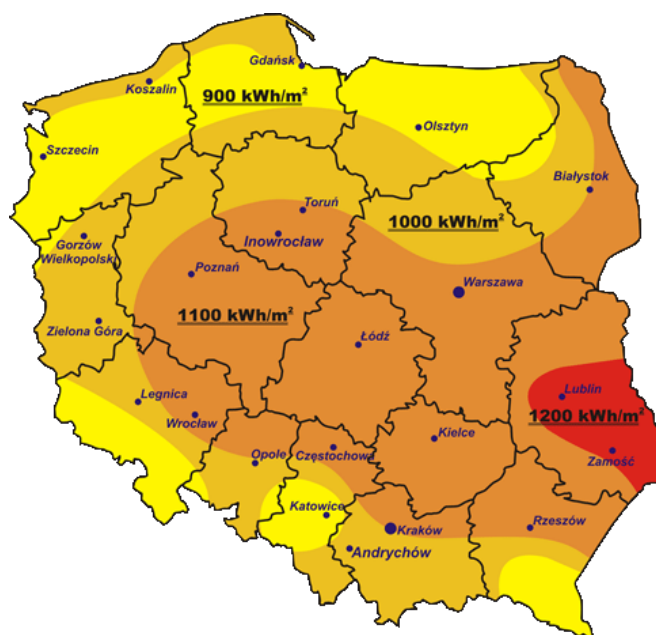 Gdańsk
Koszalin
900 kWh/m²
Olsztyn
Szczecin
Białystok
Toruń
1000 kWh/m²
Gorzów
Wielkopolsk
Inowrocław
Poznań
Warszawa
1100 kWh/m²
Zielona Góra
Łódź
Legnica
Lublin
Wrocław
1200 kWh/m²
Kielce
Opole
Częstochowa
Zamość
Katowice
Kraków
Rzeszów
Andrychów